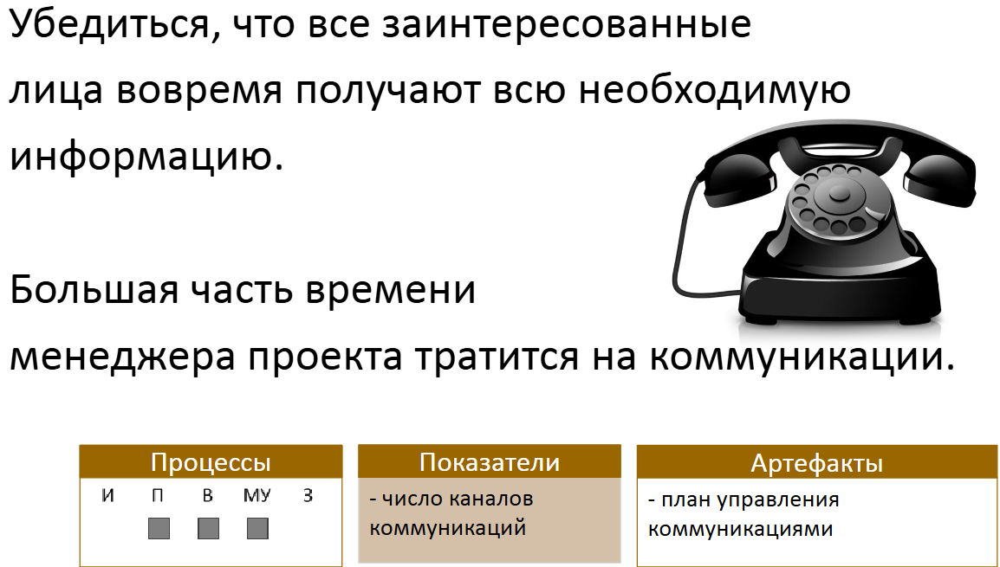 Убедиться, что все заинтересованные
лица вовремя получают всю необходимую
информацию.
Большая часть времени
менеджера проекта тратится на коммуникации.
Процессы
И П В МУ З
Показатели
- число каналов
коммуникаций
Артефакты
- план управления
коммуникациями